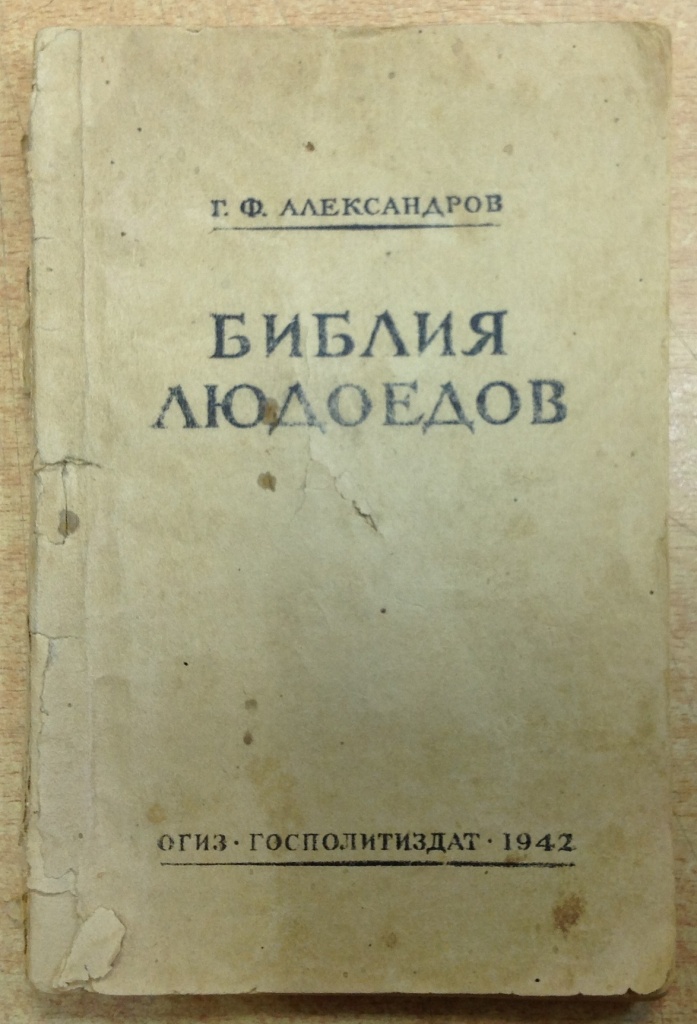 Г. Ф. АЛЕКСАНДРОВ
БИБЛИЯ
ЛЮДОЕДОВ
ОГИЗ · ГОСПОЛИТИЗДАТ · 1942